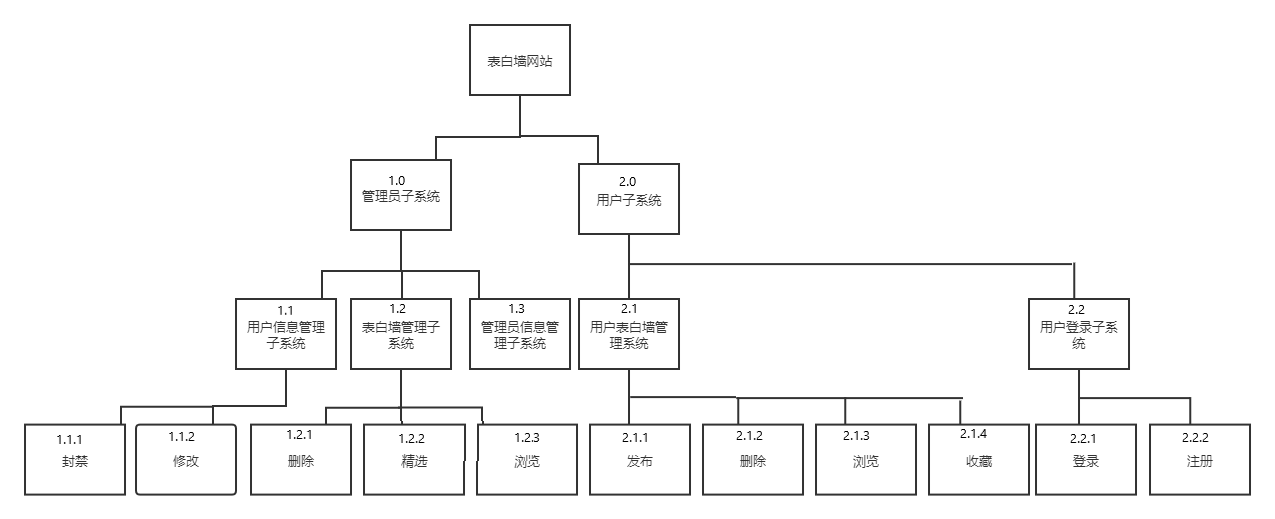 表白墙网站
1.0
管理员子系统
2.0
用户子系统
1.1
用户信息管理
子系统
1.2
表白墙管理子
系统
1.3
管理员信息管
理子系统
2.1
用户表白墙管
理系统
2.2
用户登录子系
统
1.1.1
封禁
1.1.2
修改
1.2.1
删除
1.2.2
精选
1.2.3
浏览
2.1.1
发布
2.1.2
删除
2.1.3
浏览
2.1.4
收藏
2.2.1
登录
2.2.2
注册